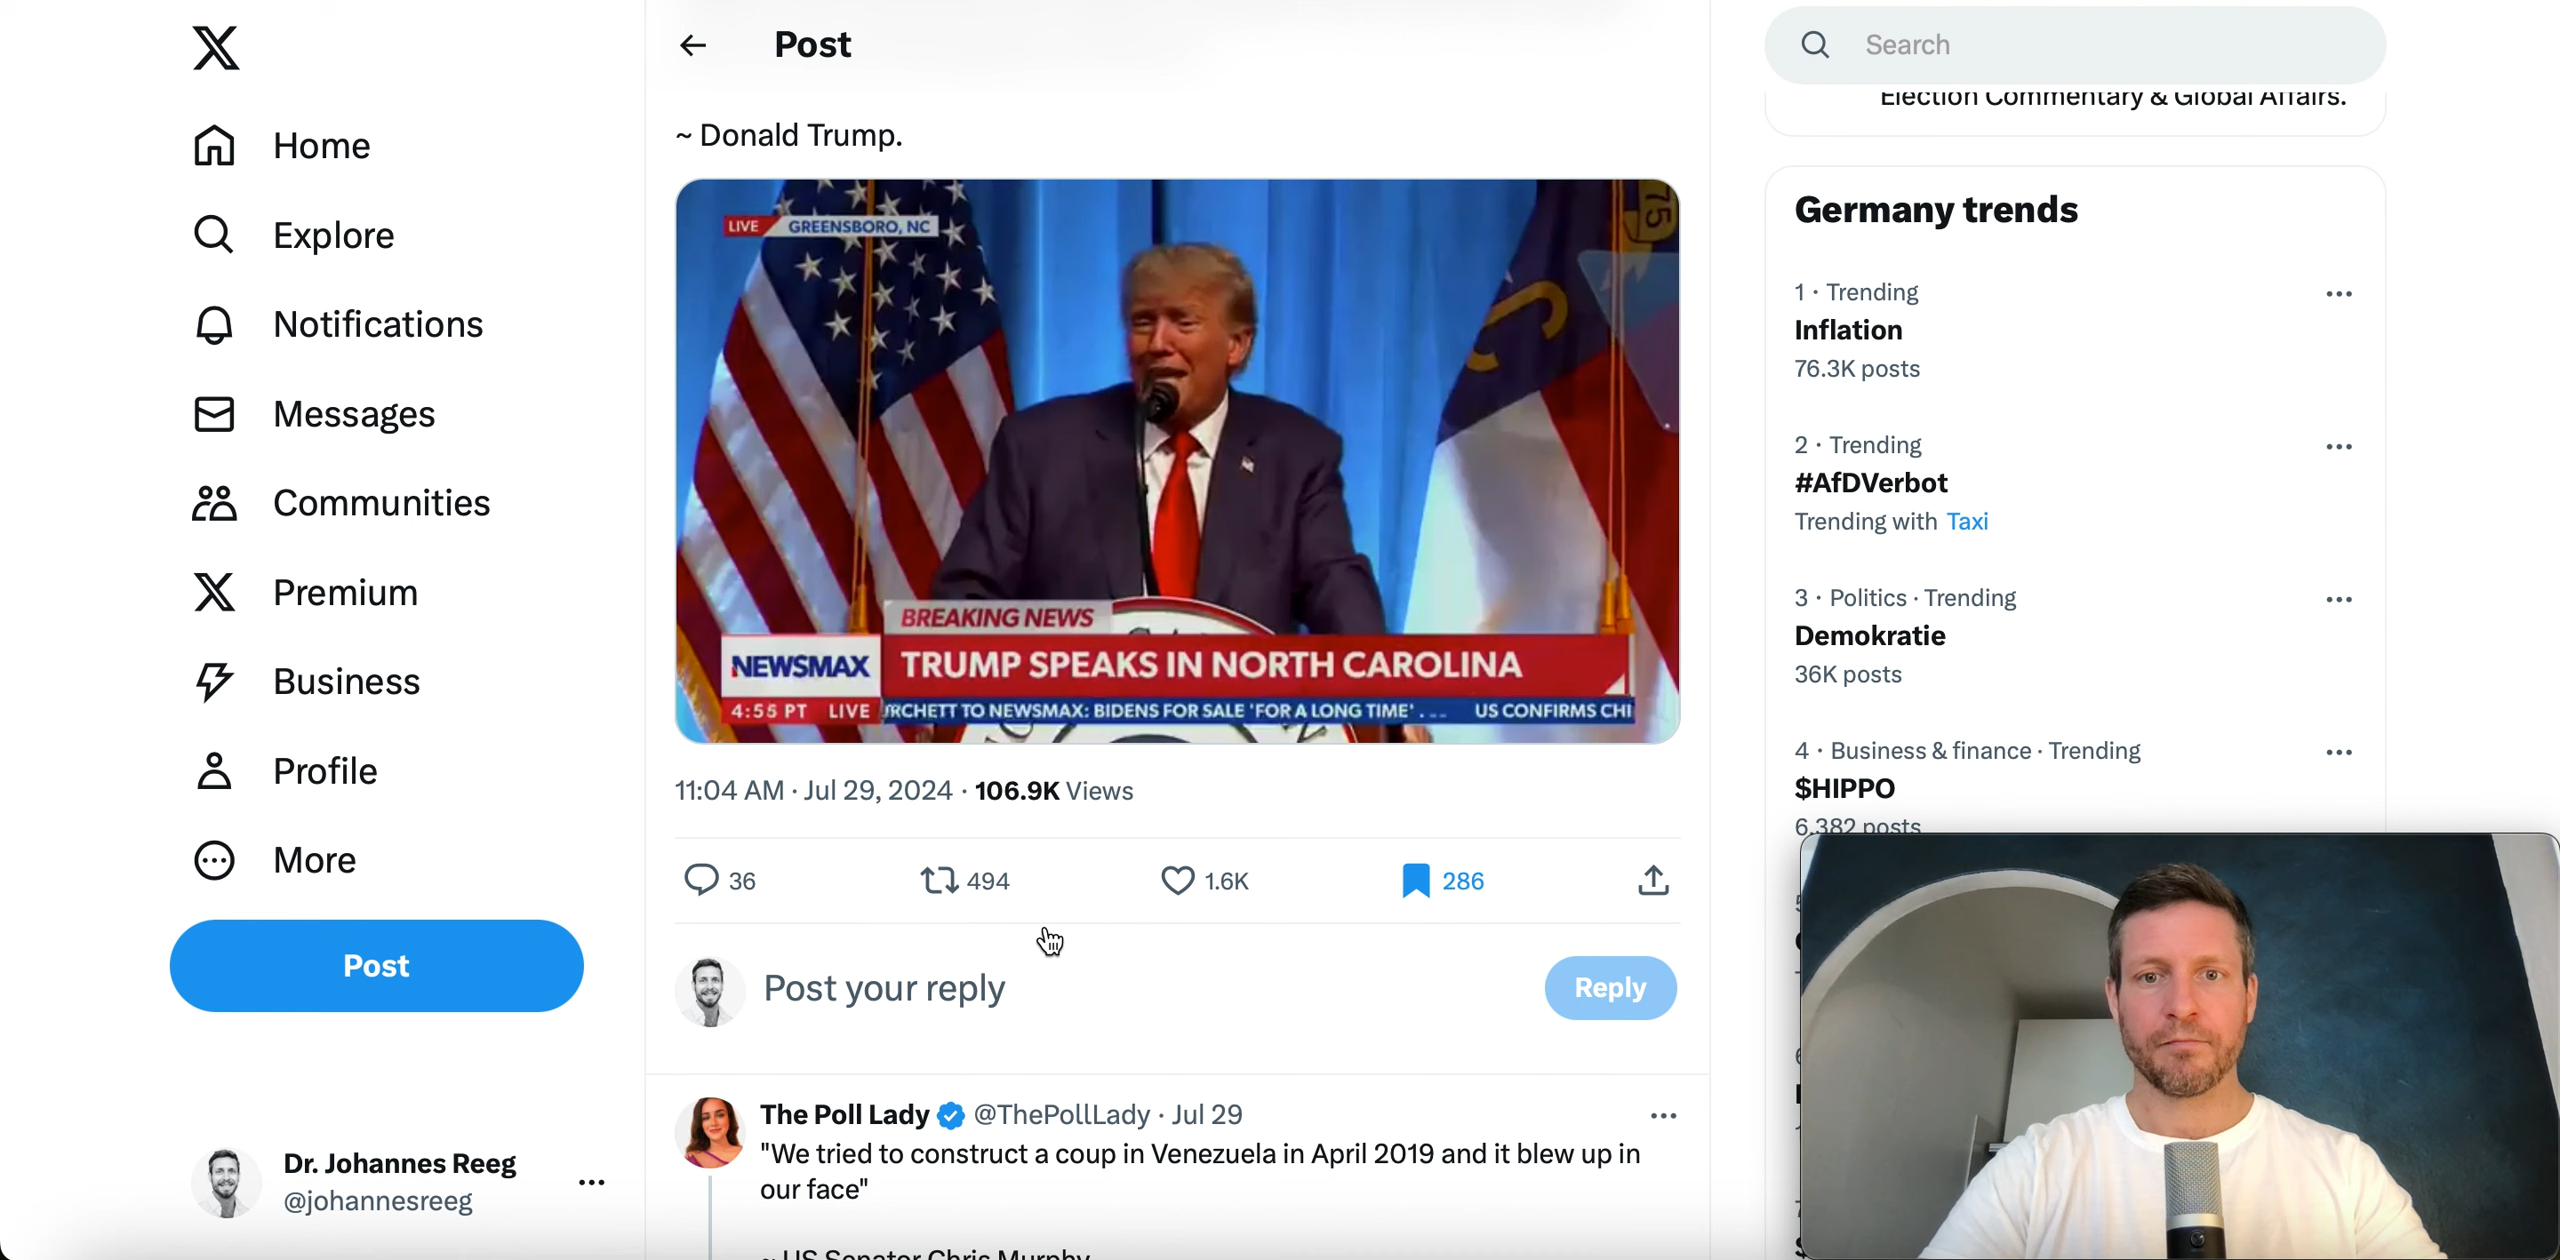 Home
Explore
Notifications
Messages
Communities
Premium
Business
Profile
More
Post
Dr. Johannes Reeg
@johannesreeg
Post
~ Donald Trump.
LIVE GREENSBORO, NC
BREAKING NEWS
NEWSMAX TRUMP SPEAKS IN NORTH CAROLINA
4:55 PT LIVE RCHETT TO NEWSMAX: BIDENS FOR SALE 'FOR A LONG TIME' . . . US CONFIRMS CHI
11:04 AM · Jul 29, 2024 · 106.9K Views
36 494 1.6K 286
Post your reply
Reply
The Poll Lady @ThePollLady · Jul 29
"We tried to construct a coup in Venezuela in April 2019 and it blew up in
our face"
~ US Senator Chris Murphy
Search
Election Commentary & Global Affairs.
Germany trends
1 · Trending
Inflation
76.3K posts
2 · Trending
#AfDVerbot
Trending with Taxi
3 · Politics · Trending
Demokratie
36K posts
4 · Business & finance · Trending
$HIPPO
6,382 posts